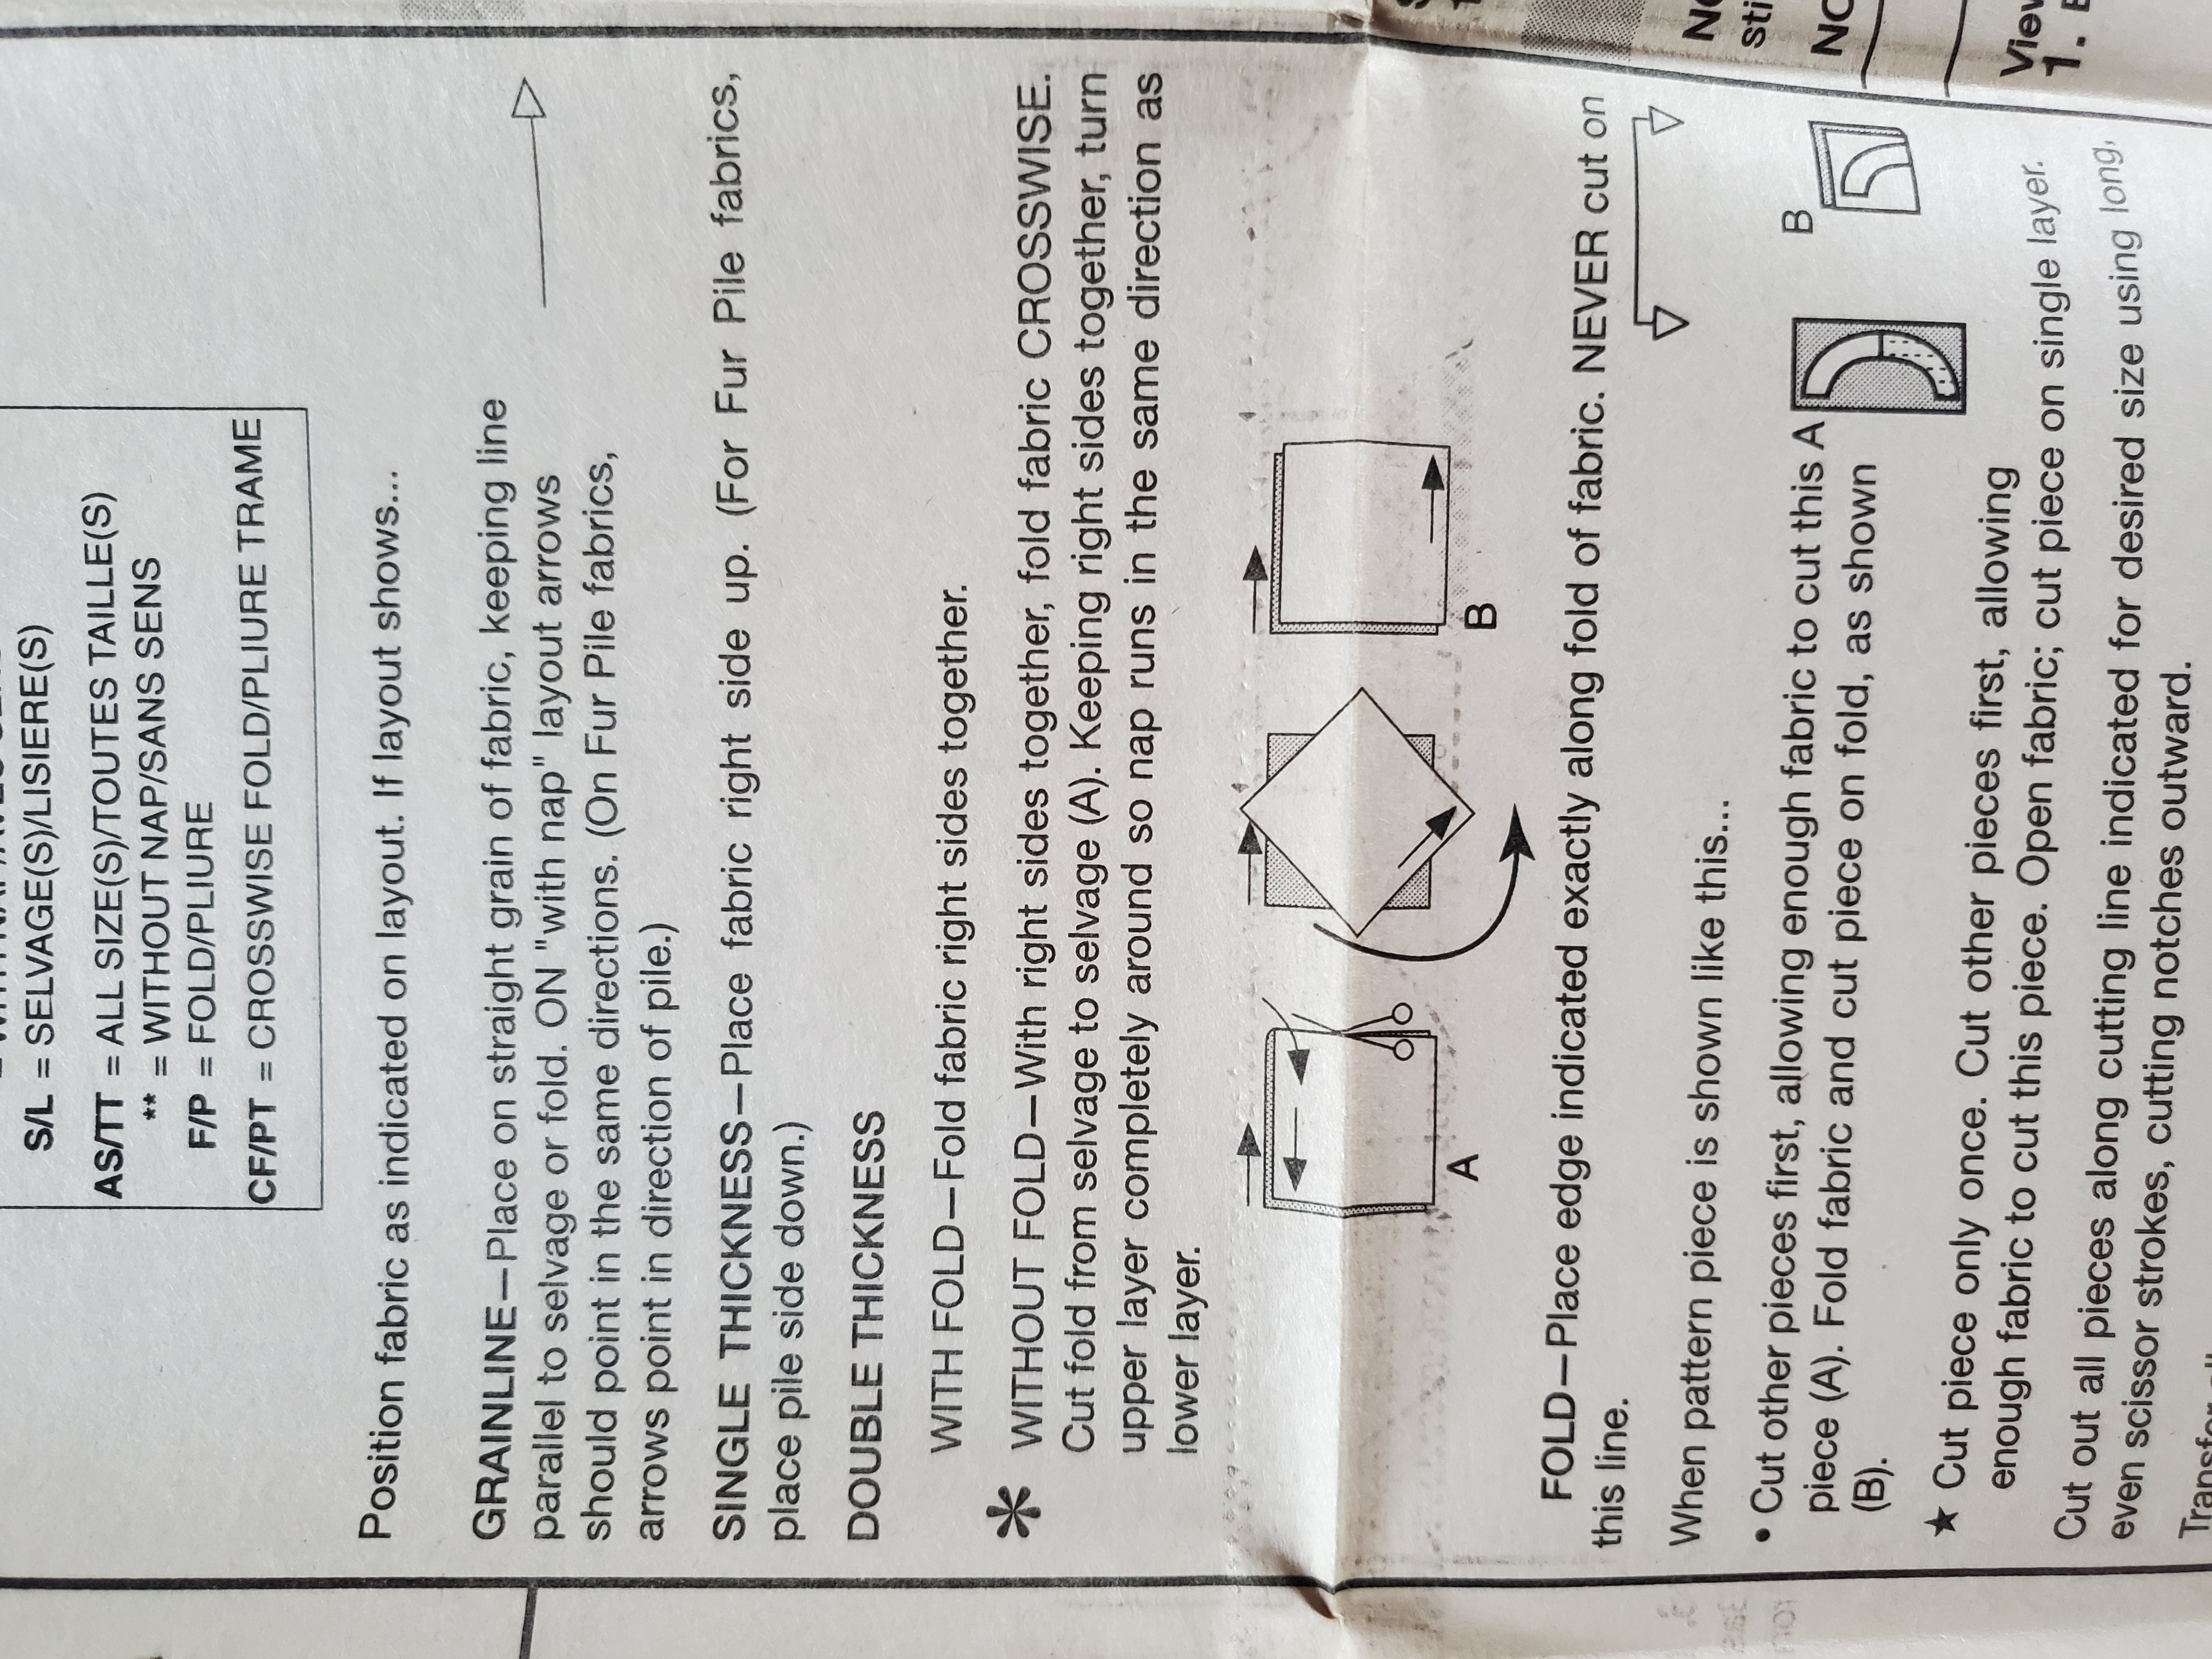 S/L = SELVAGE(S)/LISIERE(S)
AS/TT = ALL SIZE(S)/TOUTES TAILLE(S)
** = WITHOUT NAP/SANS SENS
F/P = FOLD/PLIURE
CF/PT = CROSSWISE FOLD/PLIURE TRAME
Position fabric as indicated on layout. If layout shows...
GRAINLINE—Place on straight grain of fabric, keeping line
parallel to selvage or fold. ON "with nap" layout arrows
should point in the same directions. (On Fur Pile fabrics,
arrows point in direction of pile.)
SINGLE THICKNESS—Place fabric right side up. (For Fur Pile fabrics,
place pile side down.)
DOUBLE THICKNESS
WITH FOLD—Fold fabric right sides together.
* WITHOUT FOLD—With right sides together, fold fabric CROSSWISE.
Cut fold from selvage to selvage (A). Keeping right sides together, turn
upper layer completely around so nap runs in the same direction as
lower layer.
A
B
FOLD—Place edge indicated exactly along fold of fabric. NEVER cut on
this line.
When pattern piece is shown like this...
• Cut other pieces first, allowing enough fabric to cut this
piece (A). Fold fabric and cut piece on fold, as shown
(B).
A
B
★ Cut piece only once. Cut other pieces first, allowing
enough fabric to cut this piece. Open fabric; cut piece on single layer.
Cut out all pieces along cutting line indicated for desired size using long,
even scissor strokes, cutting notches outward.
sti
View
1.